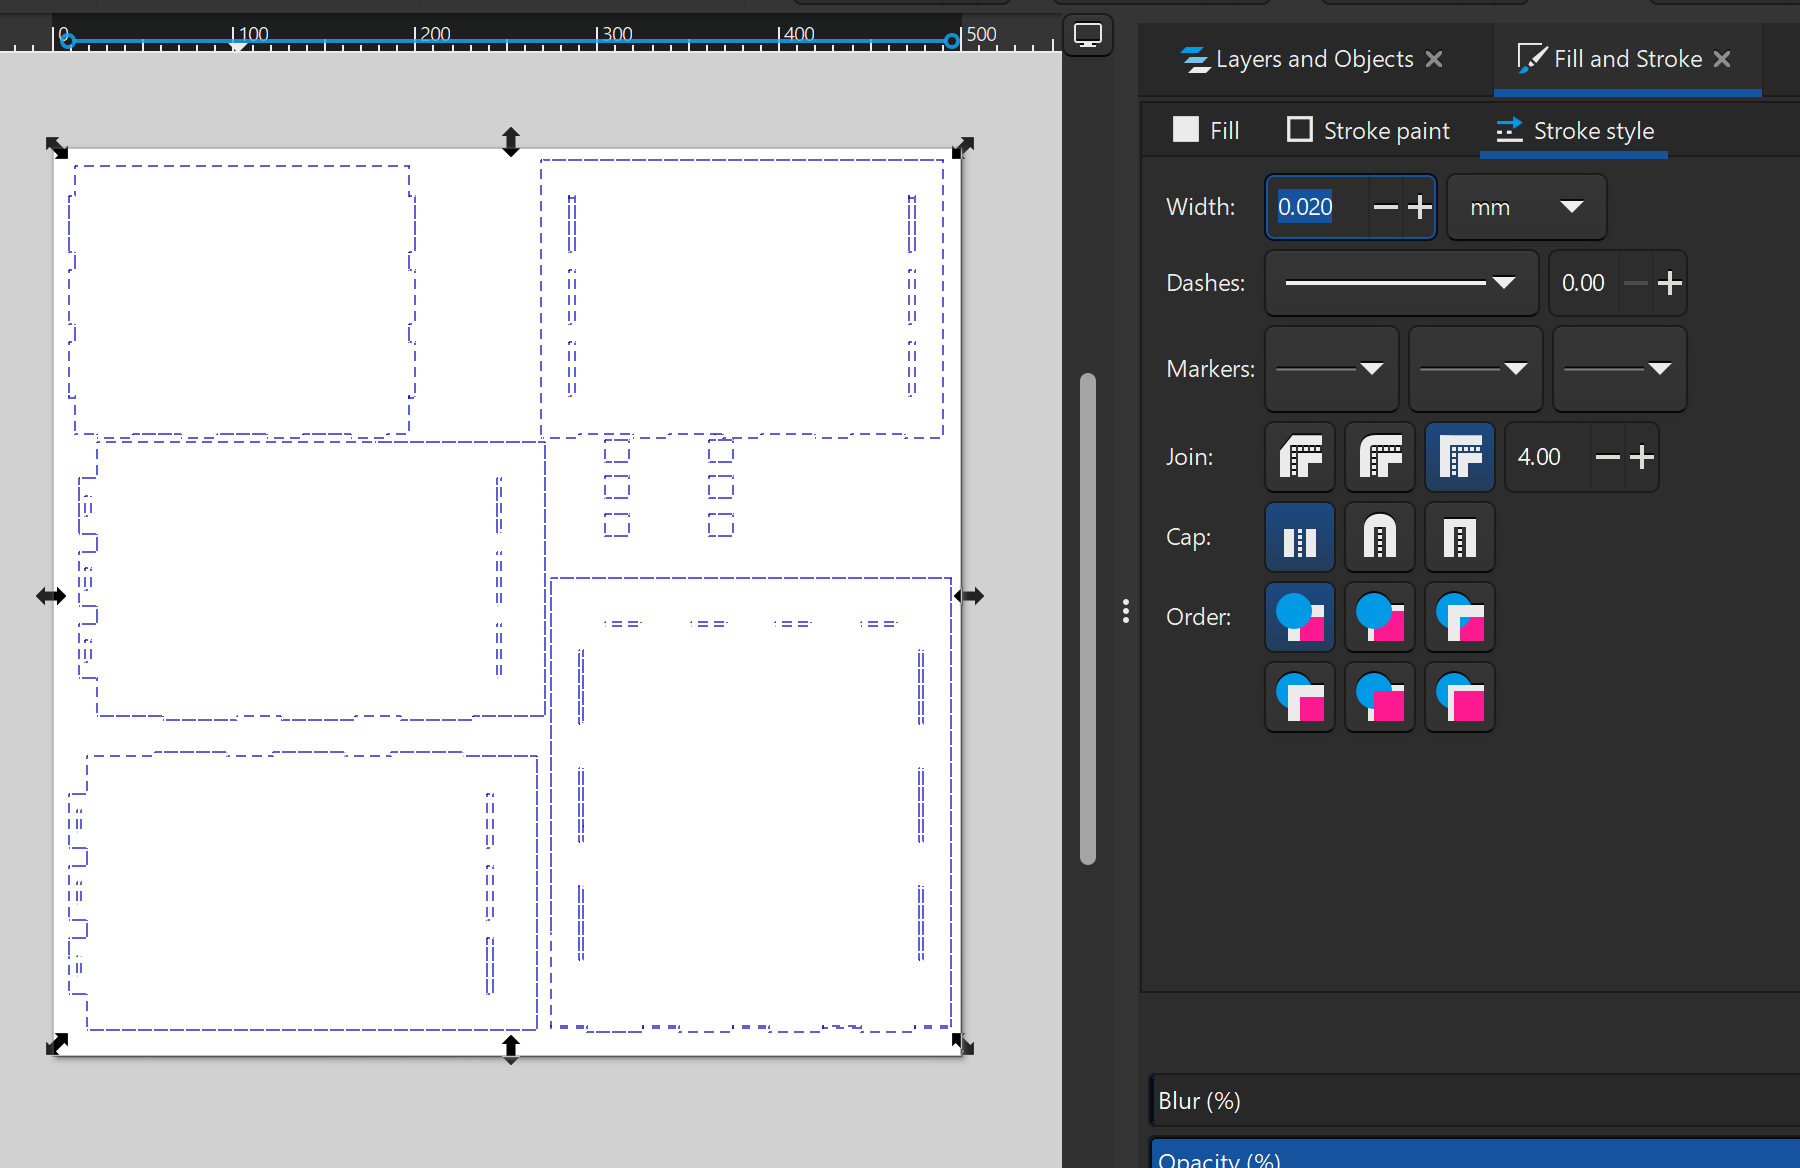 0 100 200 300 400 500
Layers and Objects
Fill and Stroke
Fill Stroke paint Stroke style
Width: 0.020 mm
Dashes: 0.00
Markers:
Join: 4.00
Cap:
Order:
Blur (%)
Opacity (%)